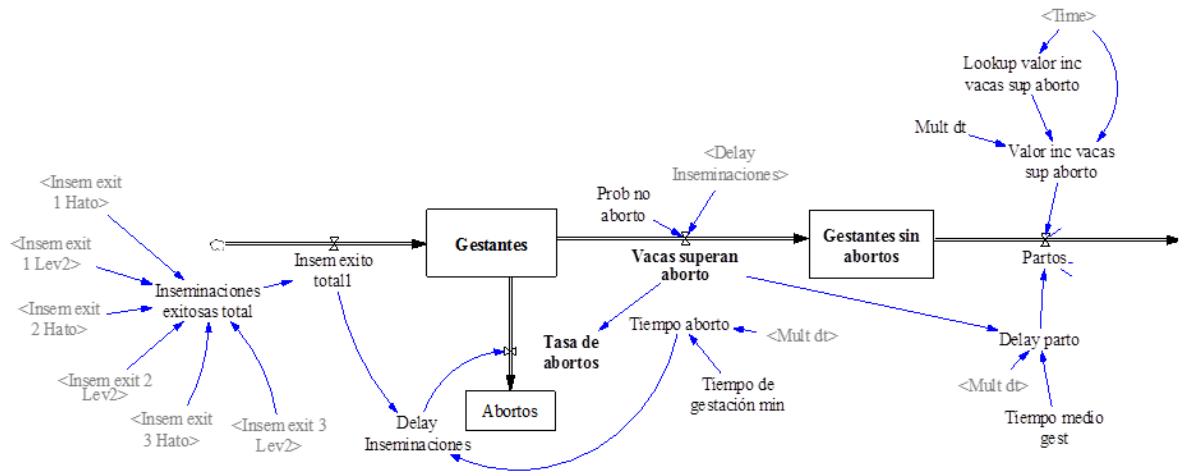 <Time>
Lookup valor inc
vacas sup aborto
Mult dt
Valor inc vacas
sup aborto
<Delay
Inseminaciones>
<Insem exit
1 Hato>
Prob no
aborto
Gestantes
Gestantes sin
abortos
<Insem exit
1 Lev2>
Insem exito
total1
Vacas superan
aborto
Partos
Inseminaciones
exitosas total
<Insem exit
2 Hato>
Tiempo aborto
<Mult dt>
Tasa de
abortos
Delay parto
<Insem exit 2
Lev2>
Tiempo de
gestación min
<Mult dt>
Abortos
<Insem exit
3 Hato>
<Insem exit 3
Lev2>
Delay
Inseminaciones
Tiempo medio
gest